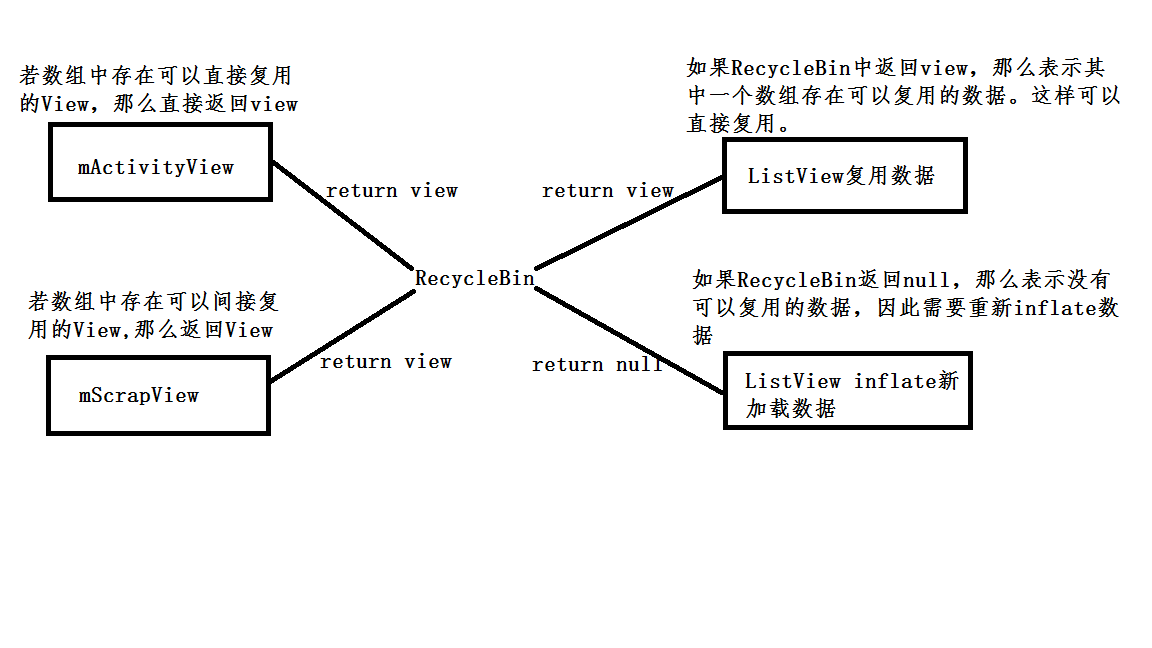 若数组中存在可以直接复用
的View，那么直接返回view
mActivityView
return view
若数组中存在可以间接复
用的View,那么返回View
mScrapView
return view
RecycleBin
如果RecycleBin中返回view，那么表示其
中一个数组存在可以复用的数据。这样可以
直接复用。
return view
ListView复用数据
如果RecycleBin返回null，那么表示没有
可以复用的数据，因此需要重新inflate数
据
return null
ListView inflate新
加载数据